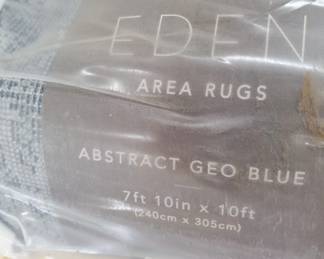 EDEN
AREA RUGS
ABSTRACT GEO BLUE
7ft 10in x 10ft
(240cm x 305cm)